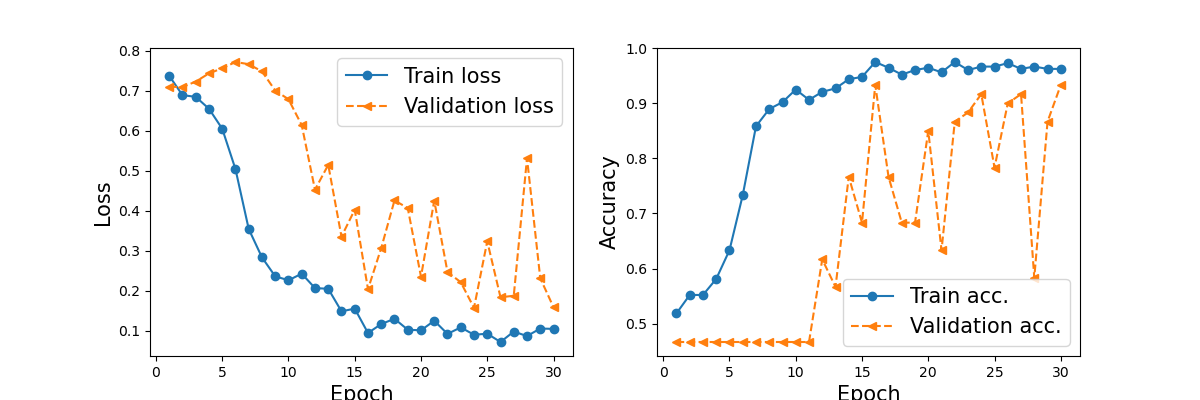 0.8
0.7
0.6
0.5
0.4
0.3
0.2
0.1
Loss
0 5 10 15 20 25 30
Epoch
Train loss
Validation loss
1.0
0.9
0.8
0.7
0.6
0.5
Accuracy
0 5 10 15 20 25 30
Epoch
Train acc.
Validation acc.